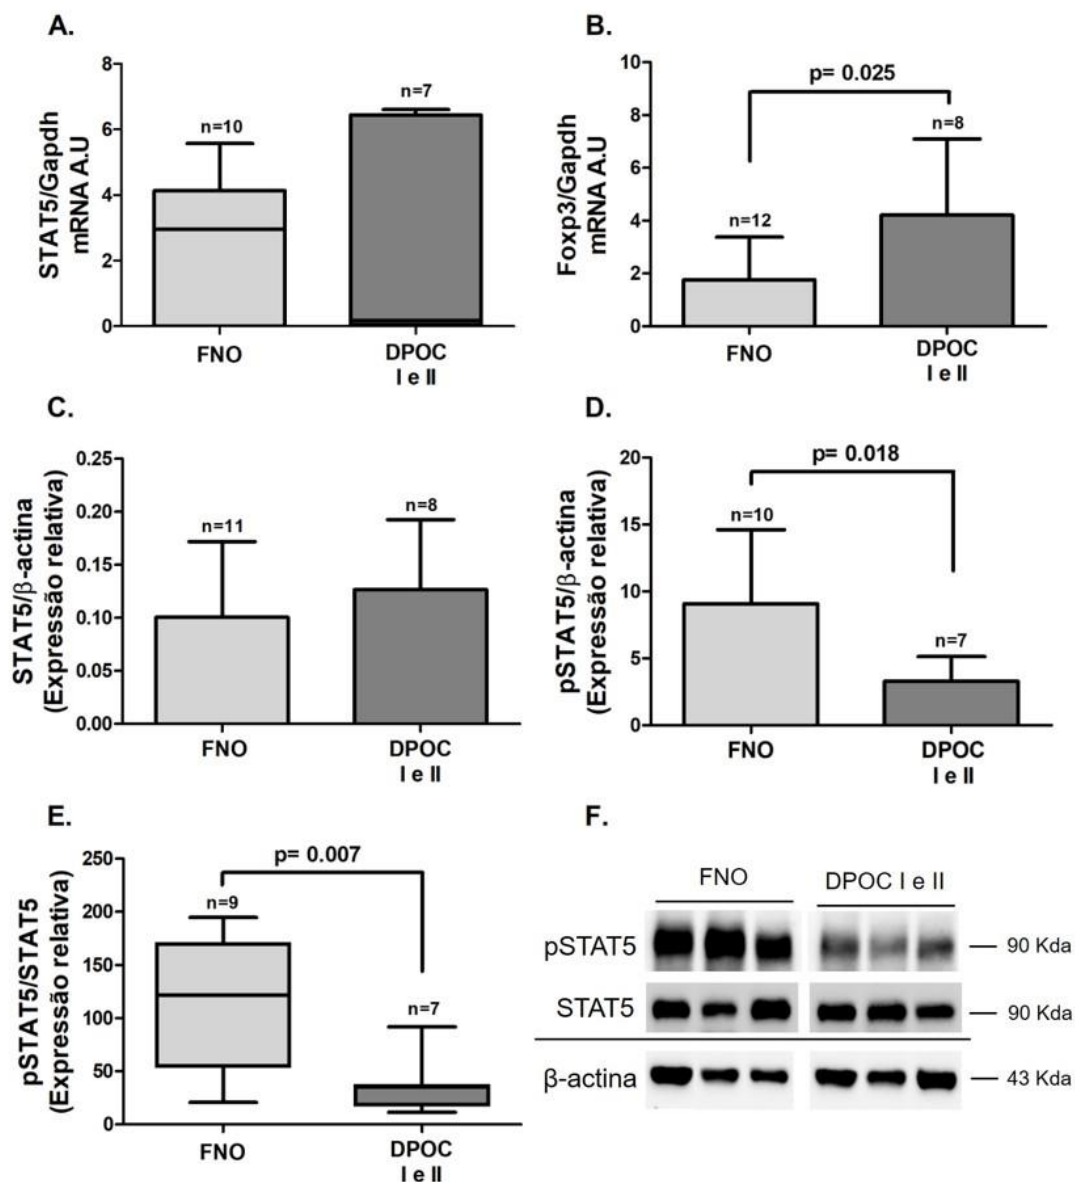 A.
STAT5/Gapdh
mRNA A.U
8
6
4
2
0
n=10
n=7
FNO
DPOC
I e II
B.
Foxp3/Gapdh
mRNA A.U
10
8
6
4
2
0
p= 0.025
n=12
n=8
FNO
DPOC
I e II
C.
STAT5/β-actina
(Expressão relativa)
0.25
0.20
0.15
0.10
0.05
0.00
n=11
n=8
FNO
DPOC
I e II
D.
pSTAT5/β-actina
(Expressão relativa)
20
15
10
5
0
p= 0.018
n=10
n=7
FNO
DPOC
I e II
E.
pSTAT5/STAT5
(Expressão relativa)
250
200
150
100
50
0
p= 0.007
n=9
n=7
FNO
DPOC
I e II
F.
FNO
DPOC I e II
pSTAT5
90 Kda
STAT5
90 Kda
β-actina
43 Kda